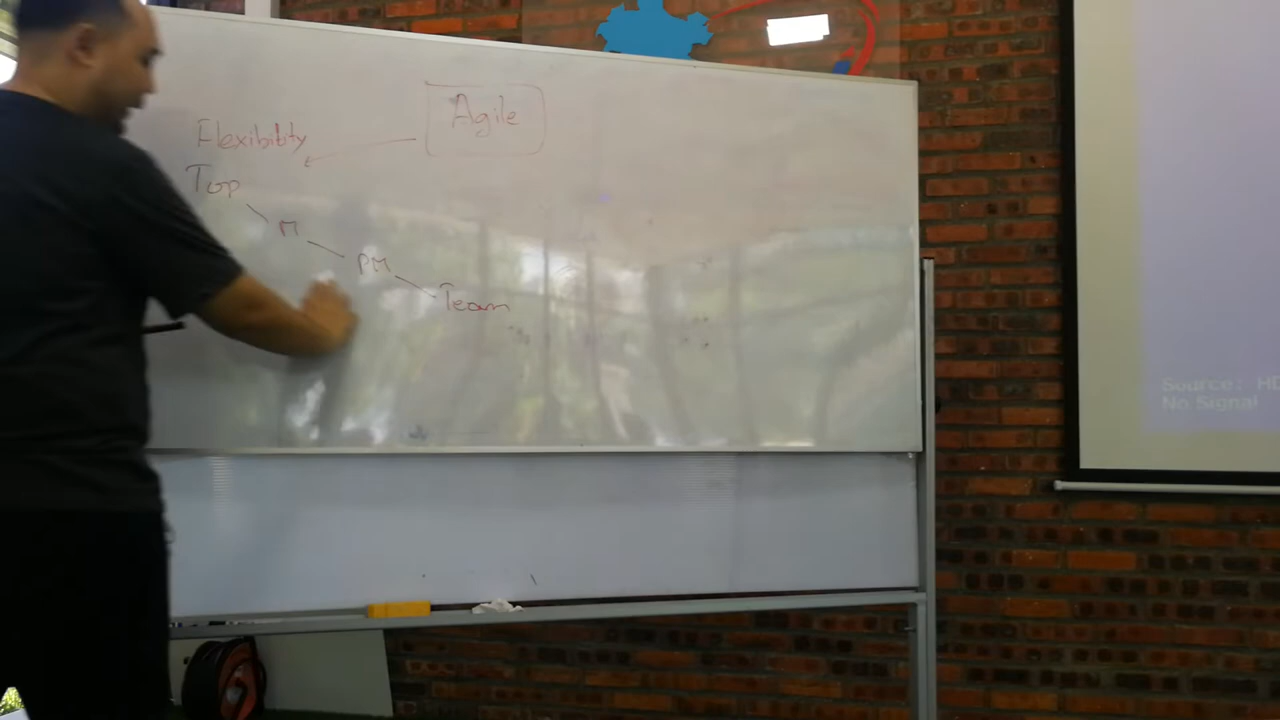 Agile
Flexibility
Top
M
PM
Team
Source: HD
No Signal